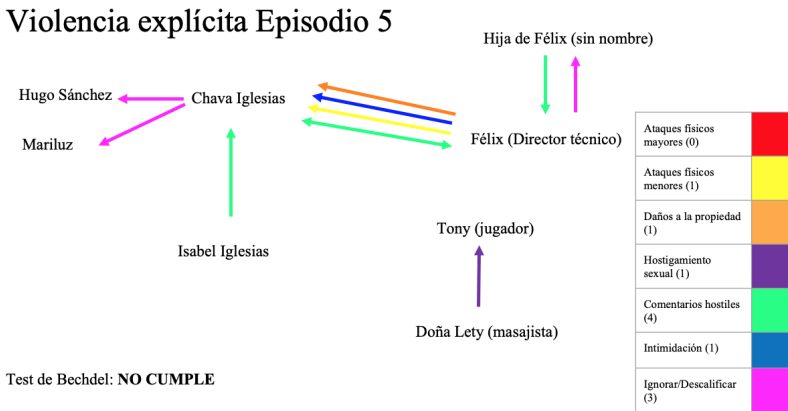 Violencia explícita Episodio 5
Hija de Félix (sin nombre)
Hugo Sánchez
Chava Iglesias
Mariluz
Félix (Director técnico)
Isabel Iglesias
Tony (jugador)
Doña Lety (masajista)
Test de Bechdel: NO CUMPLE
Ataques físicos
mayores (0)
Ataques físicos
menores (1)
Daños a la propiedad
(1)
Hostigamiento
sexual (1)
Comentarios hostiles
(4)
Intimidación (1)
Ignorar/Descalificar
(3)